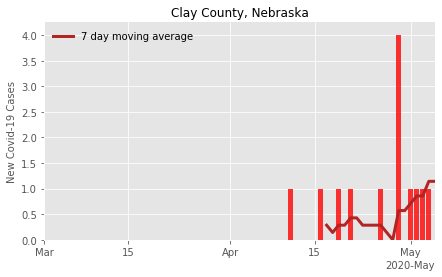 Clay County, Nebraska
7 day moving average
New Covid-19 Cases
4.0
3.5
3.0
2.5
2.0
1.5
1.0
0.5
0.0
Mar 15 Apr 15 May
2020-May